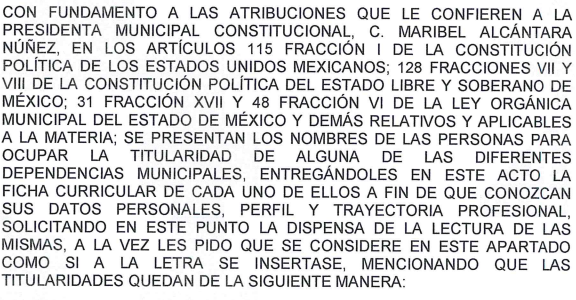 CON FUNDAMENTO A LAS ATRIBUCIONES QUE LE CONFIEREN A LA
PRESIDENTA MUNICIPAL CONSTITUCIONAL, C. MARIBEL ALCÁNTARA
NÚÑEZ, EN LOS ARTÍCULOS 115 FRACCIÓN I DE LA CONSTITUCIÓN
POLÍTICA DE LOS ESTADOS UNIDOS MEXICANOS; 128 FRACCIONES VII Y
VIII DE LA CONSTITUCIÓN POLÍTICA DEL ESTADO LIBRE Y SOBERANO DE
MÉXICO; 31 FRACCIÓN XVII Y 48 FRACCIÓN VI DE LA LEY ORGÁNICA
MUNICIPAL DEL ESTADO DE MÉXICO Y DEMÁS RELATIVOS Y APLICABLES
A LA MATERIA; SE PRESENTAN LOS NOMBRES DE LAS PERSONAS PARA
OCUPAR LA TITULARIDAD DE ALGUNA DE LAS DIFERENTES
DEPENDENCIAS MUNICIPALES, ENTREGÁNDOLES EN ESTE ACTO LA
FICHA CURRICULAR DE CADA UNO DE ELLOS A FIN DE QUE CONOZCAN
SUS DATOS PERSONALES, PERFIL Y TRAYECTORIA PROFESIONAL,
SOLICITANDO EN ESTE PUNTO LA DISPENSA DE LA LECTURA DE LAS
MISMAS, A LA VEZ LES PIDO QUE SE CONSIDERE EN ESTE APARTADO
COMO SI A LA LETRA SE INSERTASE, MENCIONANDO QUE LAS
TITULARIDADES QUEDAN DE LA SIGUIENTE MANERA: